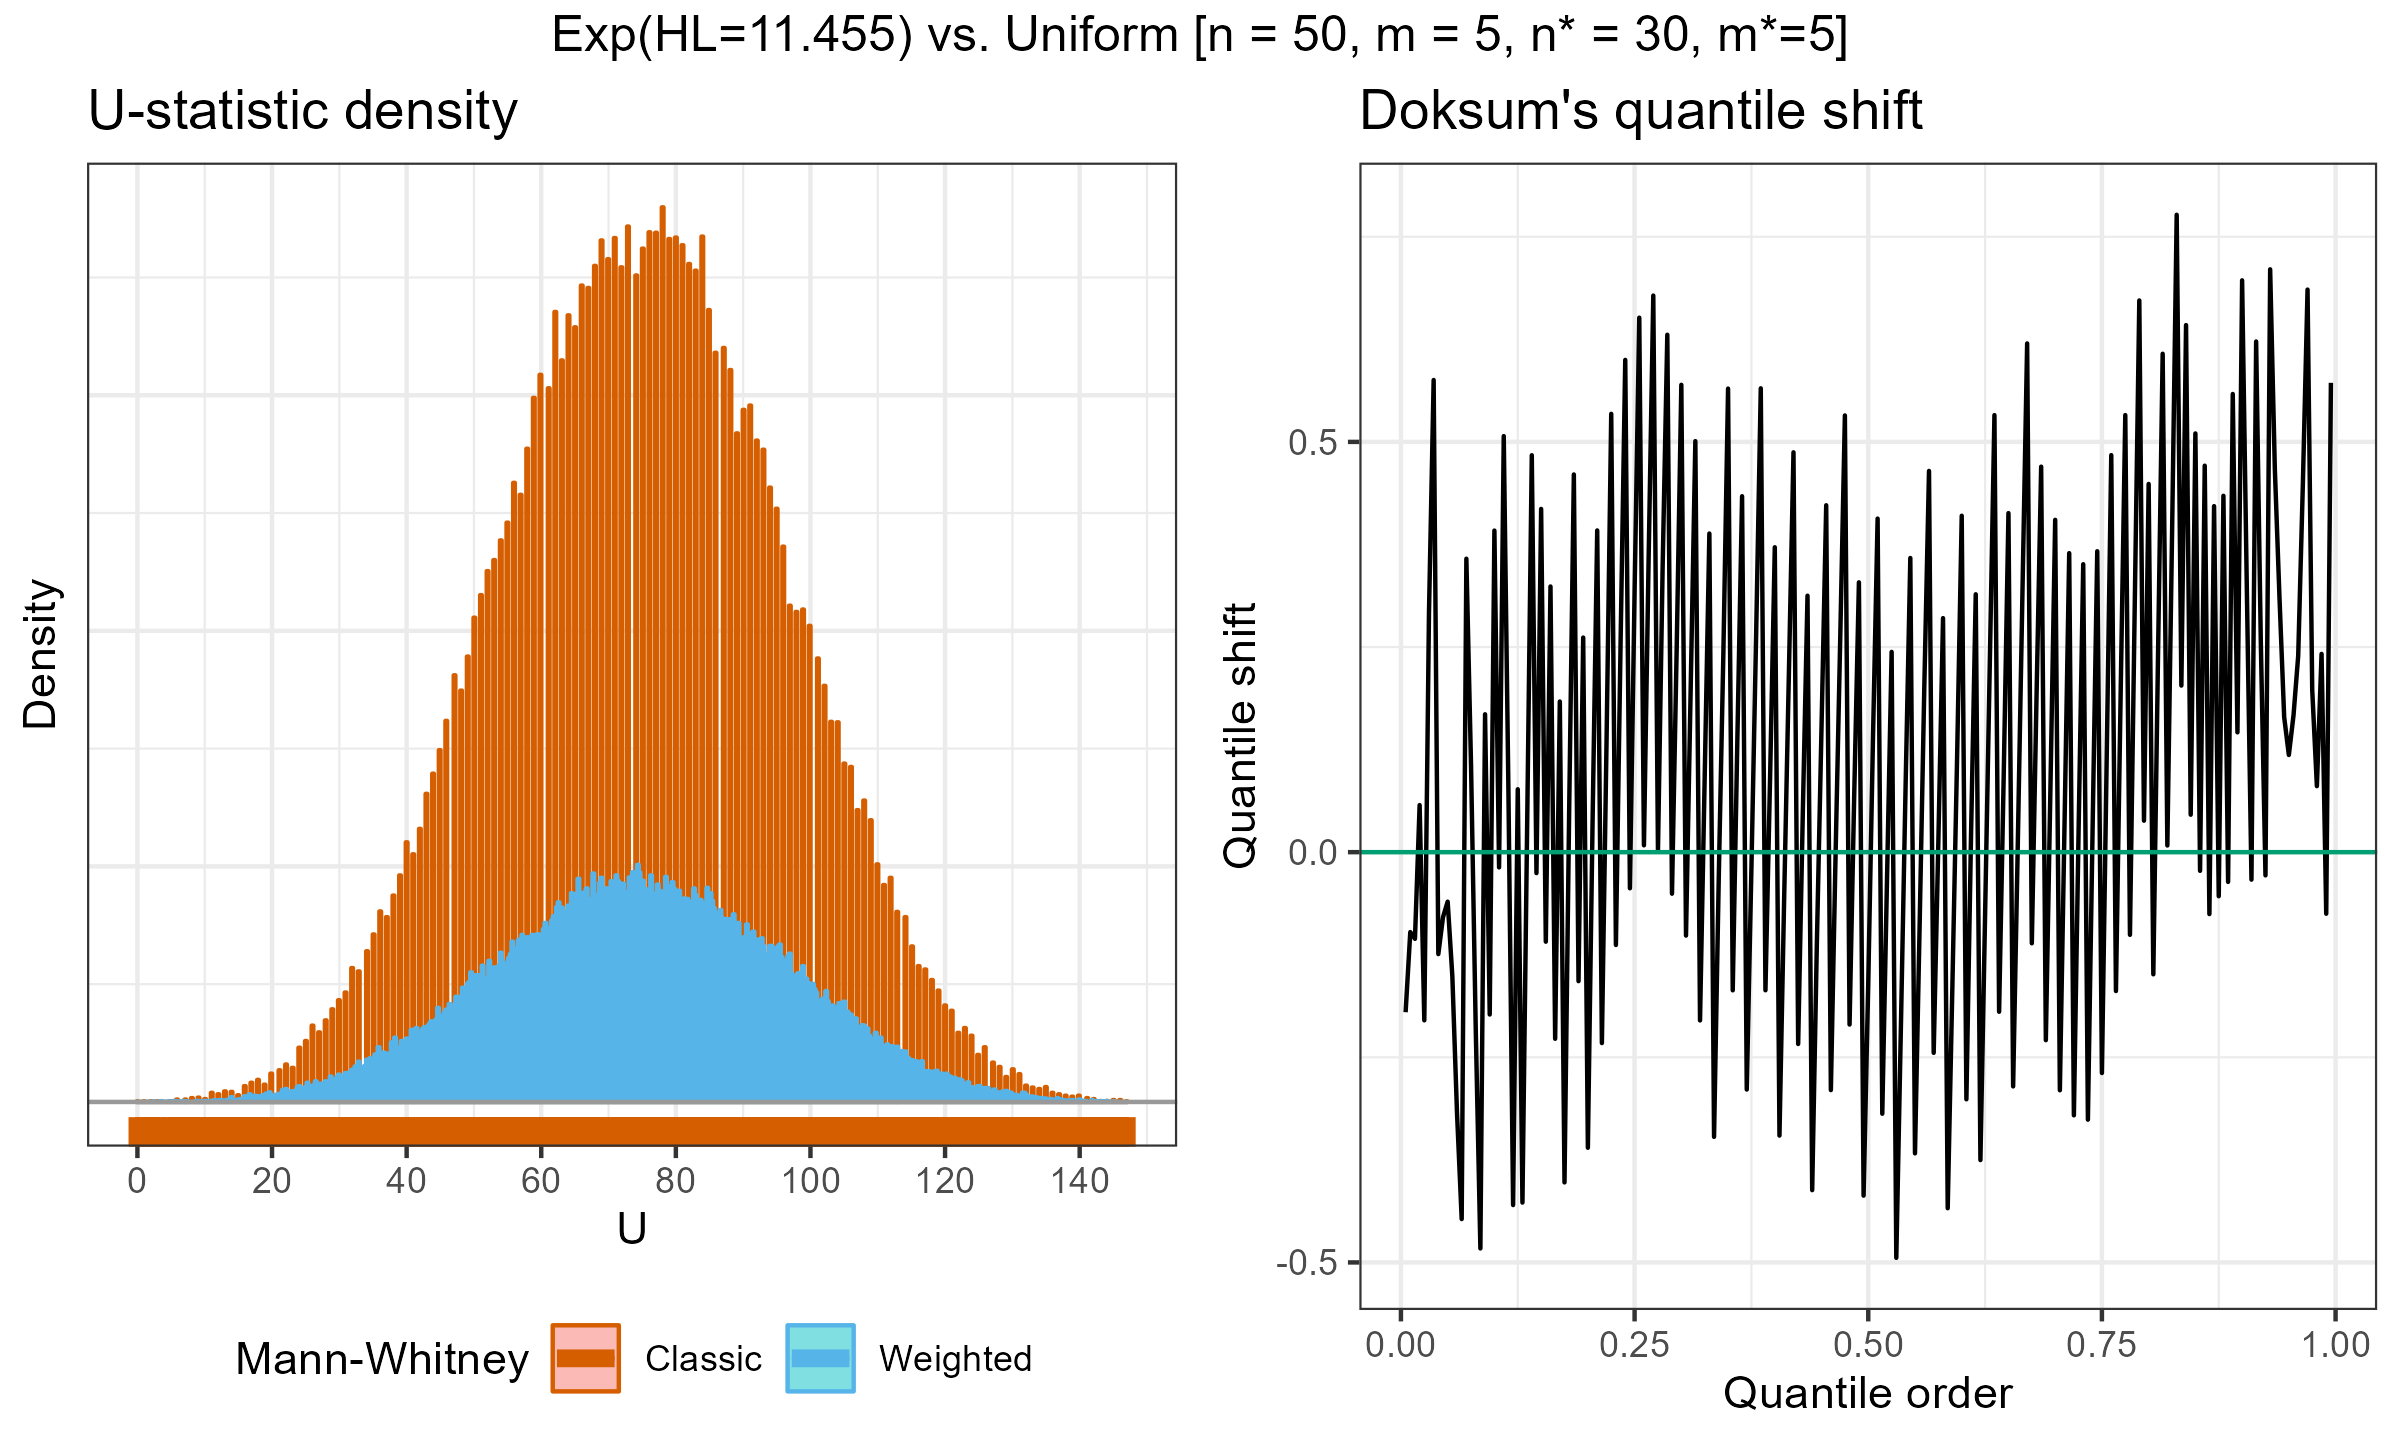 Exp(HL=11.455) vs. Uniform [n = 50, m = 5, n* = 30, m*=5]
U-statistic density
Density
0 20 40 60 80 100 120 140
U
Mann-Whitney Classic Weighted
Doksum's quantile shift
Quantile shift
0.5
0.0
-0.5
0.00 0.25 0.50 0.75 1.00
Quantile order